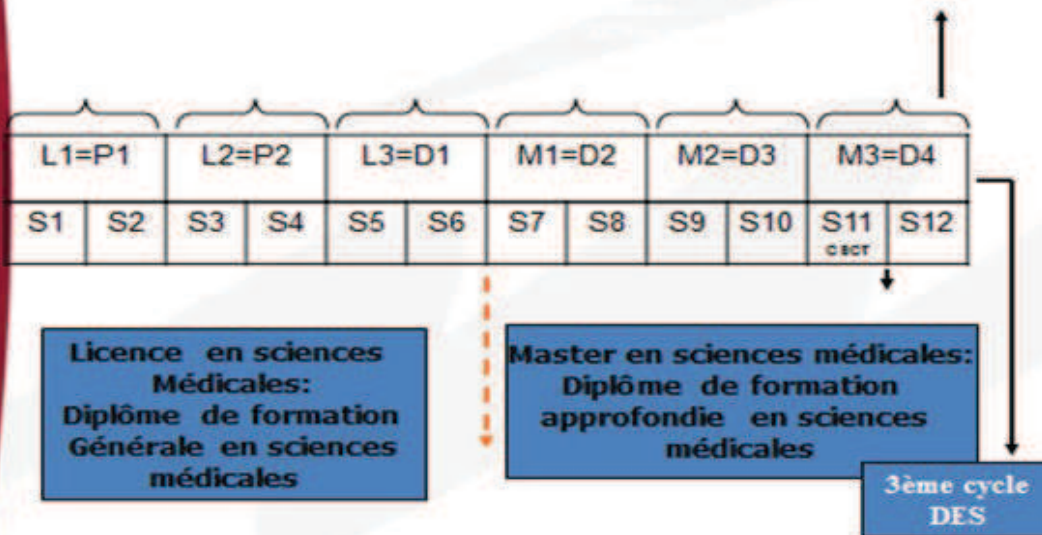 L1=P1 L2=P2 L3=D1 M1=D2 M2=D3 M3=D4
S1 S2 S3 S4 S5 S6 S7 S8 S9 S10 S11 S12
CSCT
Licence en sciences
Médicales:
Diplôme de formation
Générale en sciences
médicales
Master en sciences médicales:
Diplôme de formation
approfondie en sciences
médicales
3ème cycle
DES